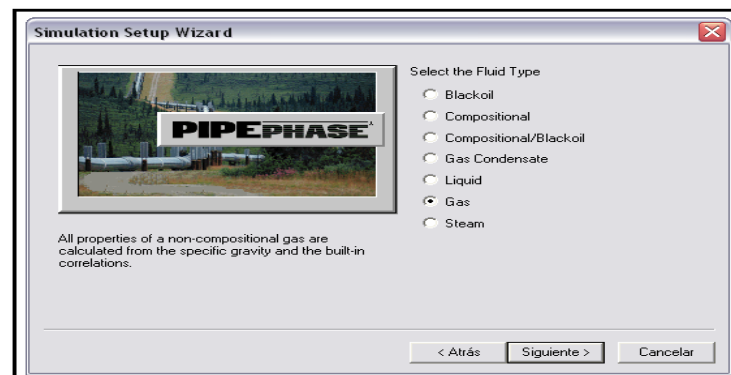 Simulation Setup Wizard
Select the Fluid Type
Blackoil
Compositional
Compositional/Blackoil
Gas Condensate
Liquid
Gas
Steam
PIPEPHASE
All properties of a non-compositional gas are
calculated from the specific gravity and the built-in
correlations.
< Atrás
Siguiente >
Cancelar